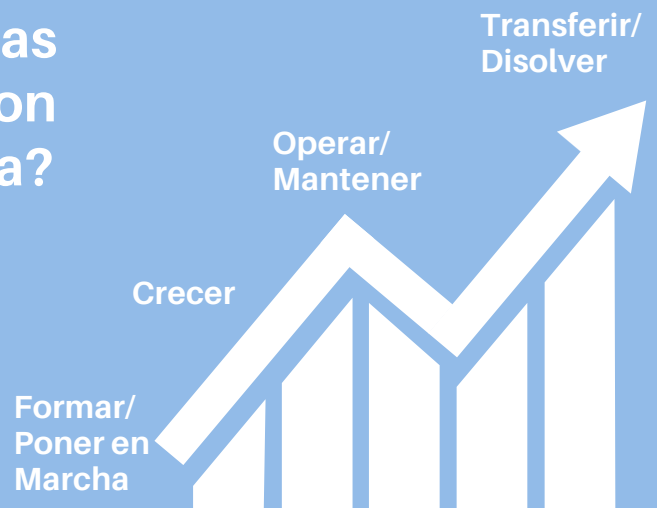 as
on
a?
Transferir/
Disolver
Operar/
Mantener
Crecer
Formar/
Poner en
Marcha